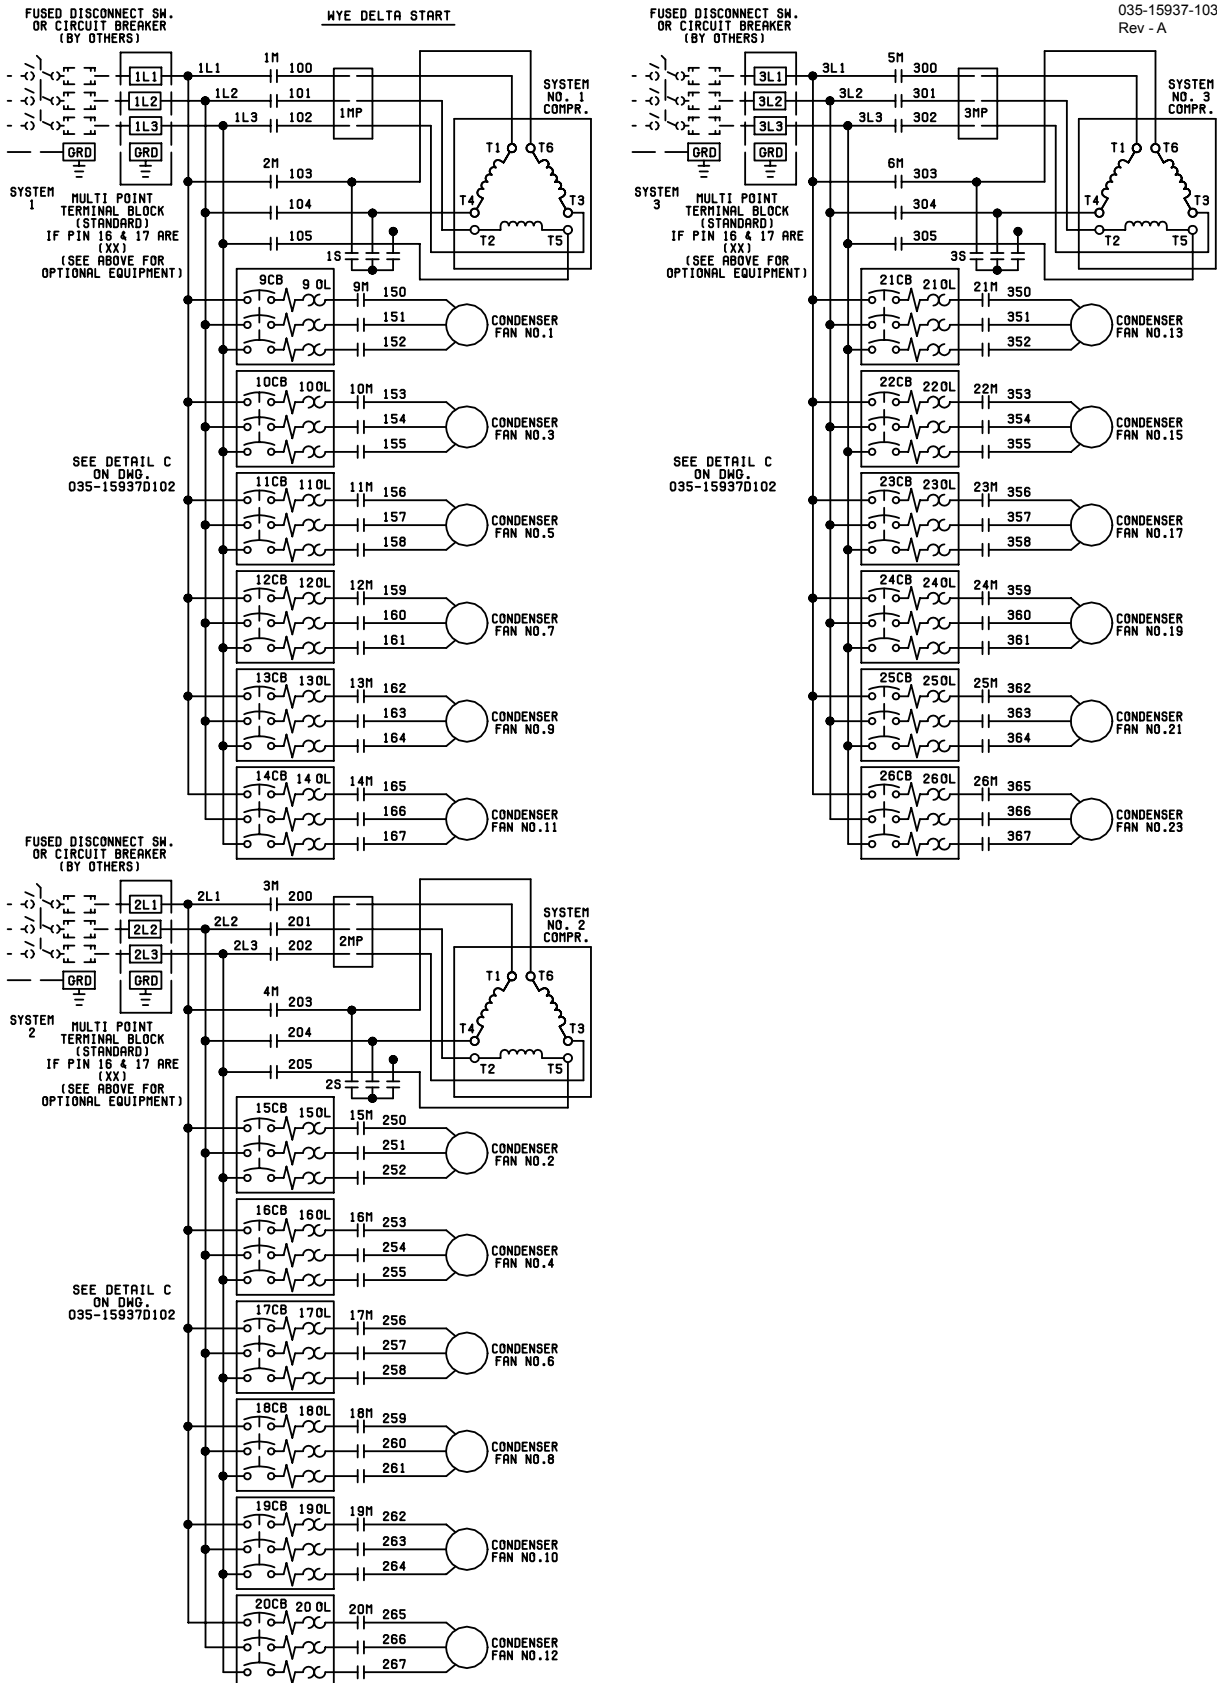 035-15937-103
Rev - A
WYE DELTA START
FUSED DISCONNECT SW.
OR CIRCUIT BREAKER
(BY OTHERS)
1L1
1L2
1L3
GRD
GRD
1L1
1L2
1L3
1M
100
101
102
1MP
2M
103
104
105
1S
SYSTEM
NO. 1
COMPR.
T1
T6
T4
T3
T2
T5
SYSTEM
1
MULTI POINT
TERMINAL BLOCK
(STANDARD)
IF PIN 16 & 17 ARE
(XX)
(SEE ABOVE FOR
OPTIONAL EQUIPMENT)
9CB
9 OL
9M
150
151
152
CONDENSER
FAN NO.1
10CB
10OL
10M
153
154
155
CONDENSER
FAN NO.3
SEE DETAIL C
ON DWG.
035-15937D102
11CB
11OL
11M
156
157
158
CONDENSER
FAN NO.5
12CB
12OL
12M
159
160
161
CONDENSER
FAN NO.7
13CB
13OL
13M
162
163
164
CONDENSER
FAN NO.9
14CB
14 OL
14M
165
166
167
CONDENSER
FAN NO.11
FUSED DISCONNECT SW.
OR CIRCUIT BREAKER
(BY OTHERS)
3L1
3L2
3L3
GRD
GRD
3L1
3L2
3L3
5M
300
301
302
3MP
6M
303
304
305
3S
SYSTEM
NO. 3
COMPR.
T1
T6
T4
T3
T2
T5
SYSTEM
3
MULTI POINT
TERMINAL BLOCK
(STANDARD)
IF PIN 16 & 17 ARE
(XX)
(SEE ABOVE FOR
OPTIONAL EQUIPMENT)
21CB
21OL
21M
350
351
352
CONDENSER
FAN NO.13
22CB
22OL
22M
353
354
355
CONDENSER
FAN NO.15
SEE DETAIL C
ON DWG.
035-15937D102
23CB
23OL
23M
356
357
358
CONDENSER
FAN NO.17
24CB
24OL
24M
359
360
361
CONDENSER
FAN NO.19
25CB
25OL
25M
362
363
364
CONDENSER
FAN NO.21
26CB
26OL
26M
365
366
367
CONDENSER
FAN NO.23
FUSED DISCONNECT SW.
OR CIRCUIT BREAKER
(BY OTHERS)
2L1
2L2
2L3
GRD
GRD
2L1
2L2
2L3
3M
200
201
202
2MP
4M
203
204
205
2S
SYSTEM
NO. 2
COMPR.
T1
T6
T4
T3
T2
T5
SYSTEM
2
MULTI POINT
TERMINAL BLOCK
(STANDARD)
IF PIN 16 & 17 ARE
(XX)
(SEE ABOVE FOR
OPTIONAL EQUIPMENT)
15CB
15OL
15M
250
251
252
CONDENSER
FAN NO.2
16CB
16OL
16M
253
254
255
CONDENSER
FAN NO.4
SEE DETAIL C
ON DWG.
035-15937D102
17CB
17OL
17M
256
257
258
CONDENSER
FAN NO.6
18CB
18OL
18M
259
260
261
CONDENSER
FAN NO.8
19CB
19OL
19M
262
263
264
CONDENSER
FAN NO.10
20CB
20 OL
20M
265
266
267
CONDENSER
FAN NO.12